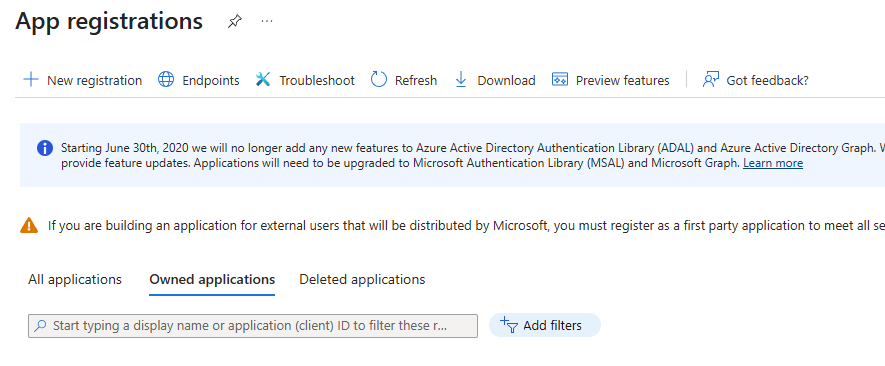 App registrations
New registration Endpoints Troubleshoot Refresh Download Preview features Got feedback?
Starting June 30th, 2020 we will no longer add any new features to Azure Active Directory Authentication Library (ADAL) and Azure Active Directory Graph.
provide feature updates. Applications will need to be upgraded to Microsoft Authentication Library (MSAL) and Microsoft Graph. Learn more
If you are building an application for external users that will be distributed by Microsoft, you must register as a first party application to meet all se
All applications Owned applications Deleted applications
Start typing a display name or application (client) ID to filter these r... Add filters